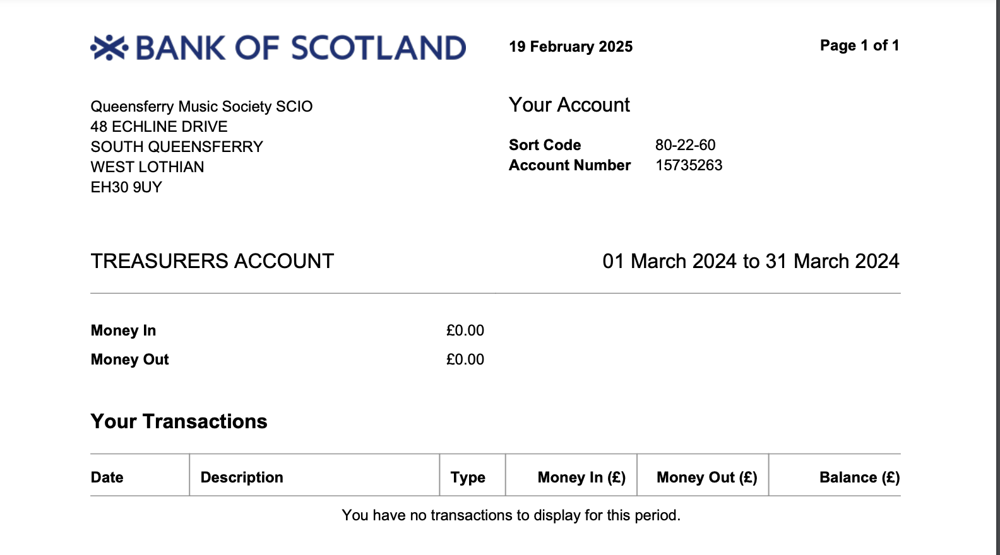 BANK OF SCOTLAND
19 February 2025
Page 1 of 1
Queensferry Music Society SCIO
48 ECHLINE DRIVE
SOUTH QUEENSFERRY
WEST LOTHIAN
EH30 9UY
Your Account
Sort Code 80-22-60
Account Number 15735263
TREASURERS ACCOUNT
01 March 2024 to 31 March 2024
Money In £0.00
Money Out £0.00
Your Transactions
Date Description Type Money In (£) Money Out (£) Balance (£)
You have no transactions to display for this period.